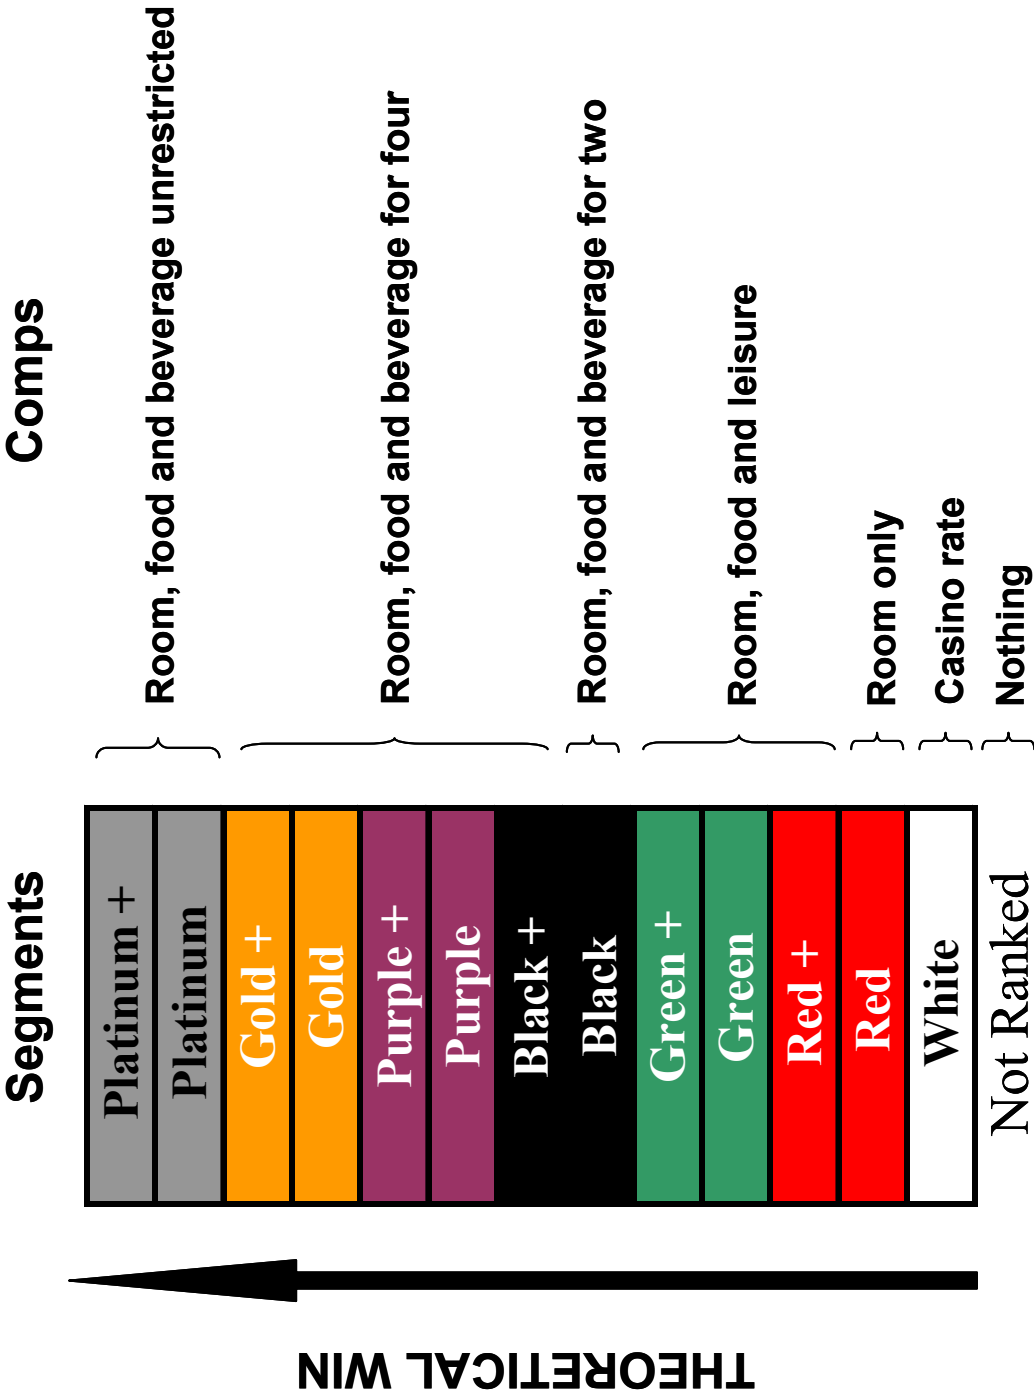 THEORETICAL WIN
Segments
Comps
Platinum +
Platinum
Room, food and beverage unrestricted
Gold +
Gold
Purple +
Purple
Black +
Room, food and beverage for four
Black
Room, food and beverage for two
Green +
Green
Red +
Room, food and leisure
Red
Room only
White
Casino rate
Not Ranked
Nothing